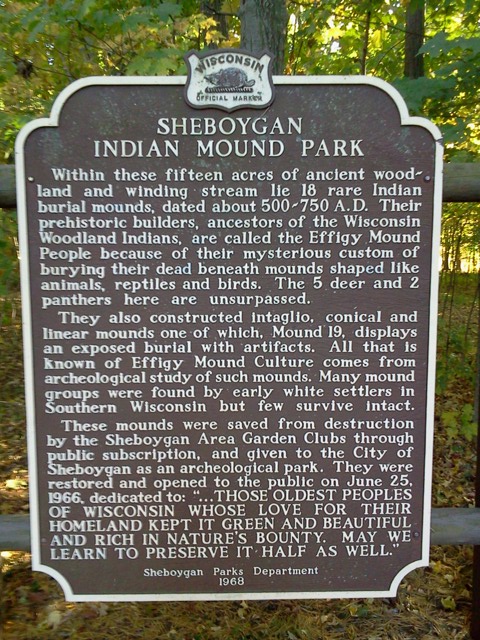 WISCONSIN
OFFICIAL MARKER
SHEBOYGAN
INDIAN MOUND PARK
Within these fifteen acres of ancient wood-
land and winding stream lie 18 rare Indian
burial mounds, dated about 500-750 A.D. Their
prehistoric builders, ancestors of the Wisconsin
Woodland Indians, are called the Effigy Mound
People because of their mysterious custom of
burying their dead beneath mounds shaped like
animals, reptiles and birds. The 5 deer and 2
panthers here are unsurpassed.
They also constructed intaglio, conical and
linear mounds one of which, Mound 19, displays
an exposed burial with artifacts. All that is
known of Effigy Mound Culture comes from
archeological study of such mounds. Many mound
groups were found by early white settlers in
Southern Wisconsin but few survive intact.
These mounds were saved from destruction
by the Sheboygan Area Garden Clubs through
public subscription, and given to the City of
Sheboygan as an archeological park. They were
restored and opened to the public on June 25,
1966, dedicated to: "...THOSE OLDEST PEOPLES
OF WISCONSIN WHOSE LOVE FOR THEIR
HOMELAND KEPT IT GREEN AND BEAUTIFUL
AND RICH IN NATURE'S BOUNTY. MAY WE
LEARN TO PRESERVE IT HALF AS WELL."
Sheboygan Parks Department
1968